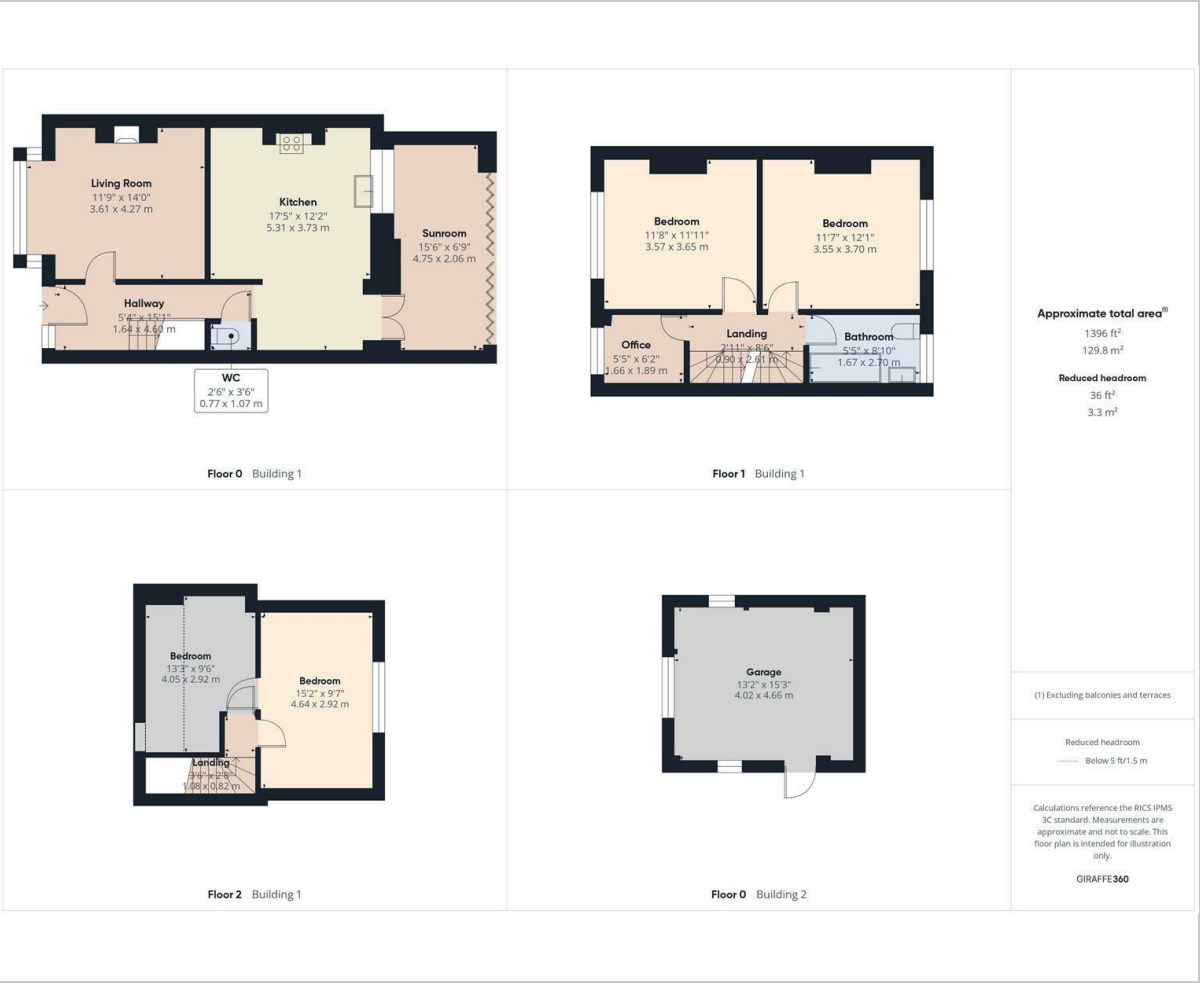 Living Room
11'9" x 14'0"
3.61 x 4.27 m
Kitchen
17'5" x 12'2"
5.31 x 3.73 m
Sunroom
15'6" x 6'9"
4.75 x 2.06 m
Hallway
5'4" x 15'1"
1.64 x 4.60 m
WC
2'6" x 3'6"
0.77 x 1.07 m
Floor 0 Building 1
Bedroom
11'8" x 11'11"
3.57 x 3.65 m
Bedroom
11'7" x 12'1"
3.55 x 3.70 m
Office
5'5" x 6'2"
1.66 x 1.89 m
Landing
2'11" x 8'6"
0.90 x 2.61 m
Bathroom
5'5" x 8'10"
1.67 x 2.70 m
Floor 1 Building 1
Bedroom
13'3" x 9'6"
4.05 x 2.92 m
Bedroom
15'2" x 9'7"
4.64 x 2.92 m
Landing
3'6" x 2'8"
1.08 x 0.82 m
Floor 2 Building 1
Garage
13'2" x 15'3"
4.02 x 4.66 m
Floor 0 Building 2
Approximate total area⁽¹⁾
1396 ft²
129.8 m²
Reduced headroom
36 ft²
3.3 m²
(1) Excluding balconies and terraces
Reduced headroom
Below 5 ft/1.5 m
Calculations reference the RICS IPMS
3C standard. Measurements are
approximate and not to scale. This
floor plan is intended for illustration
only.
GIRAFFE360